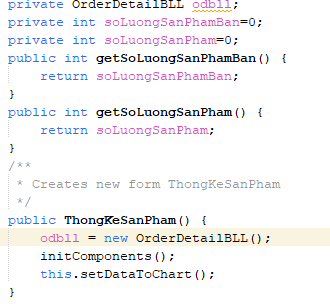 private OrderDetailBLL odbll;
private int soLuongSanPhamBan=0;
private int soLuongSanPham=0;
public int getSoLuongSanPhamBan() {
    return soLuongSanPhamBan;
}
public int getSoLuongSanPham() {
    return soLuongSanPham;
}
/**
 * Creates new form ThongKeSanPham
 */
public ThongKeSanPham() {
    odbll = new OrderDetailBLL();
    initComponents();
    this.setDataToChart();
}